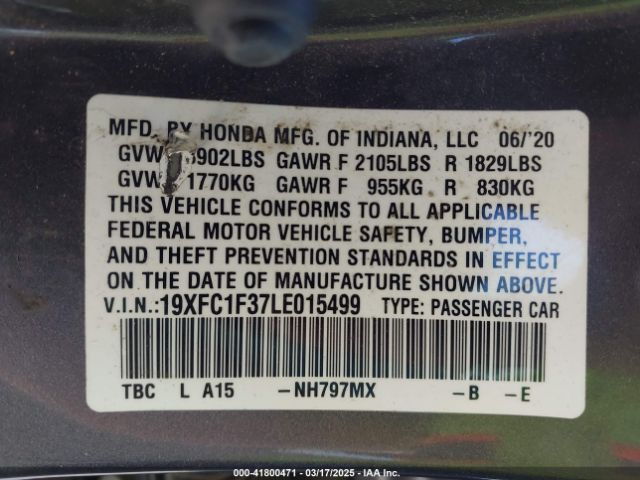 MFD. BY HONDA MFG. OF INDIANA, LLC 06/'20
902LBS GAWR F 2105LBS R 1829LBS
1770KG GAWR F 955KG R 830KG
THIS VEHICLE CONFORMS TO ALL APPLICABLE
FEDERAL MOTOR VEHICLE SAFETY, BUMPER,
AND THEFT PREVENTION STANDARDS IN EFFECT
ON THE DATE OF MANUFACTURE SHOWN ABOVE.
V.I.N.:19XFC1F37LE015499 TYPE: PASSENGER CAR
TBC L A15 -NH797MX -B -E
000-41800471 — 03/17/2025 — IAA Inc.